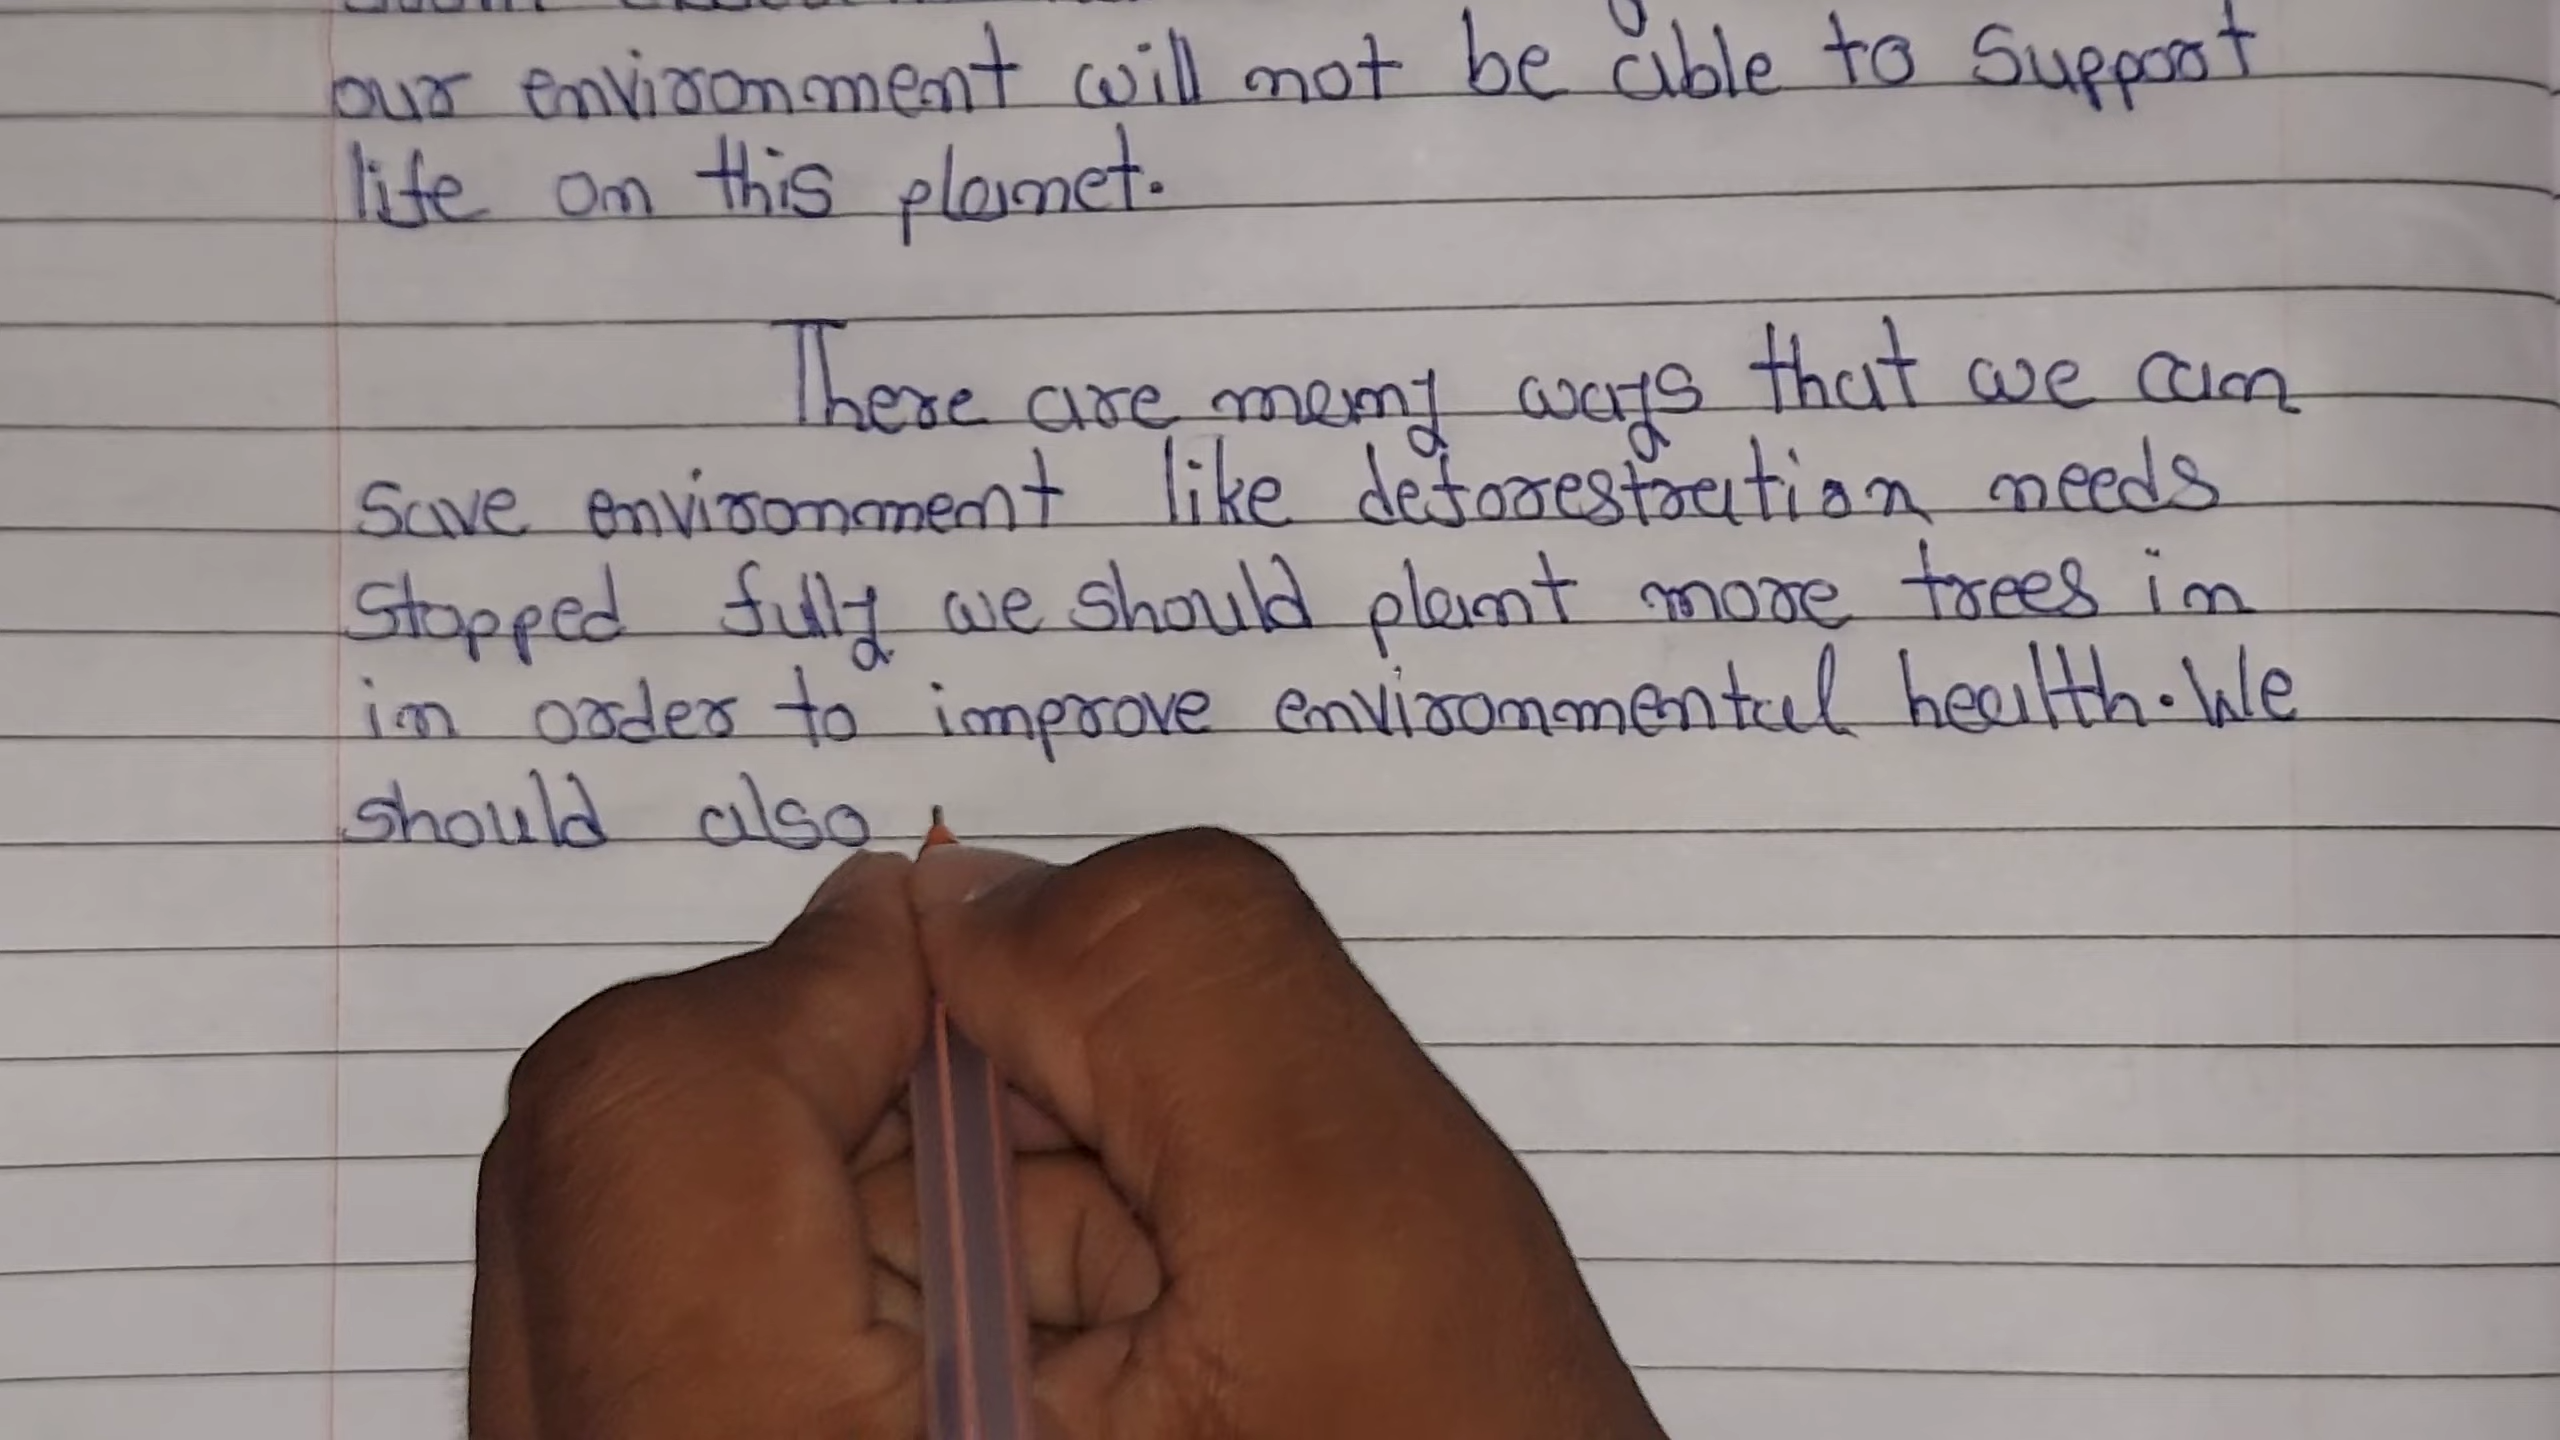 our environment will not be able to support
life on this planet.
There are many ways that we can
save environment like deforestration needs
stopped fully we should plant more trees in
in order to improve environmental health. We
should also